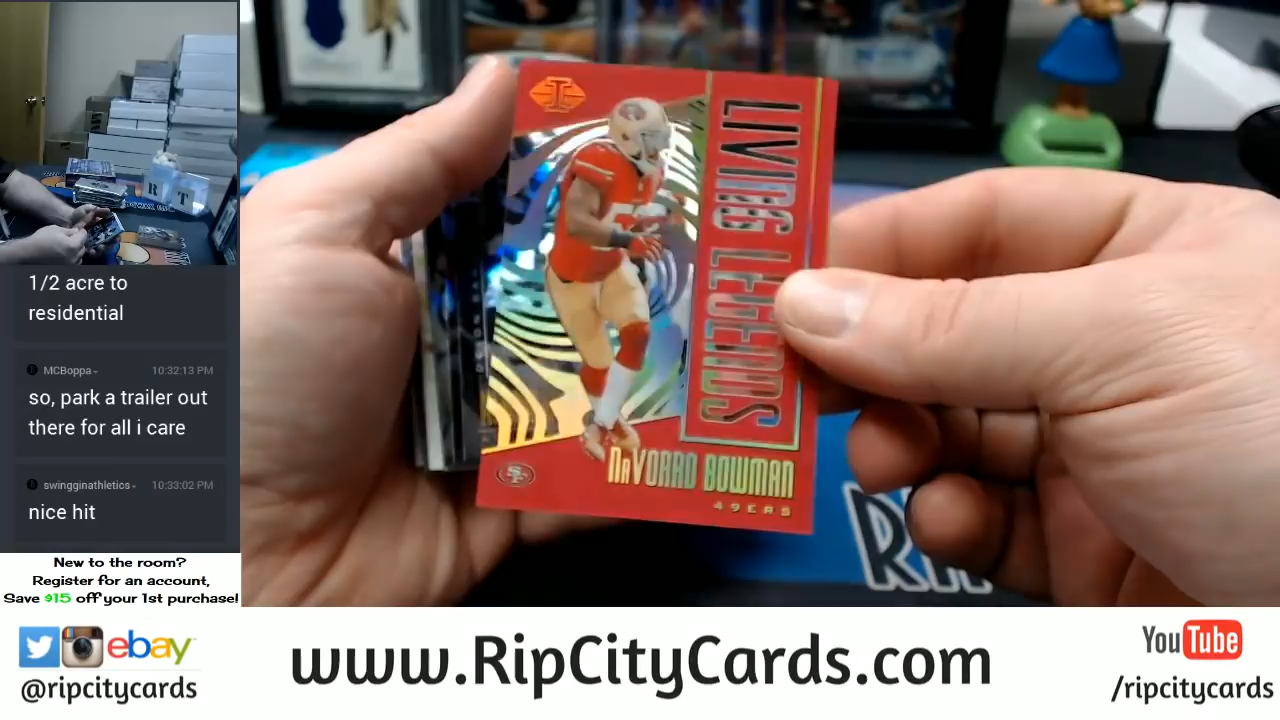 1/2 acre to
residential
MCBoppa
10:32:13 PM
so, park a trailer out
there for all i care
swingginathletics
10:33:02 PM
nice hit
New to the room?
Register for an account,
Save $15 off your 1st purchase!
I
LIVING LEGENDS
NAVORRO BOWMAN
49ERS
SF
R
T
ebay
@ripcitycards
www.RipCityCards.com
YouTube
/ripcitycards